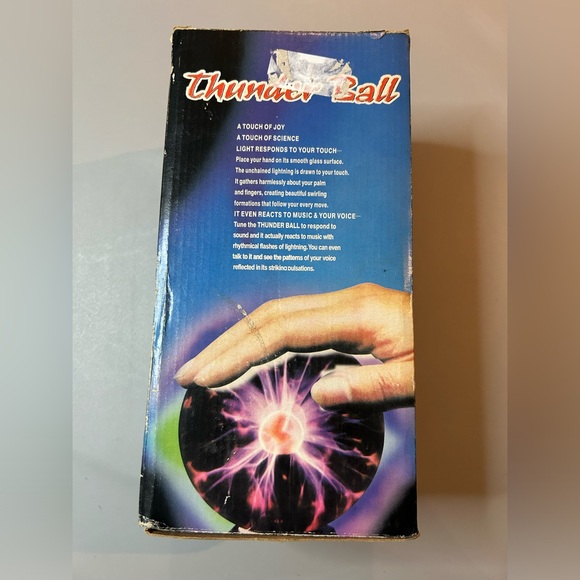 Thunder Ball
A TOUCH OF JOY
A TOUCH OF SCIENCE
LIGHT RESPONDS TO YOUR TOUCH—
Place your hand on its smooth glass surface.
The unchained lightning is drawn to your touch.
It gathers harmlessly about your palm
and fingers, creating beautiful swirling
formations that follow your every move.
IT EVEN REACTS TO MUSIC & YOUR VOICE—
Tune the THUNDER BALL to respond to
sound and it actually reacts to music with
rhythmical flashes of lightning. You can even
talk to it and see the patterns of your voice
reflected in its striking pulsations.